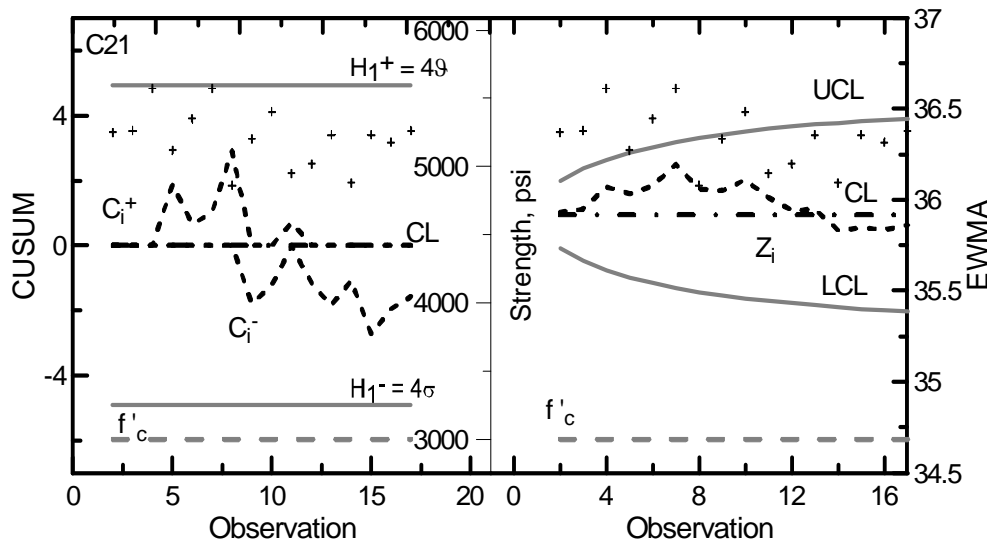 C21
H₁⁺ = 4ϑ
Cᵢ⁺
CL
Cᵢ⁻
H₁⁻ = 4σ
f'c
CUSUM
4
0
-4
0 5 10 15 20
Observation
6000
5000
4000
3000
Strength, psi
UCL
CL
Zᵢ
LCL
f'c
0 4 8 12 16
Observation
37
36.5
36
35.5
35
34.5
EWMA